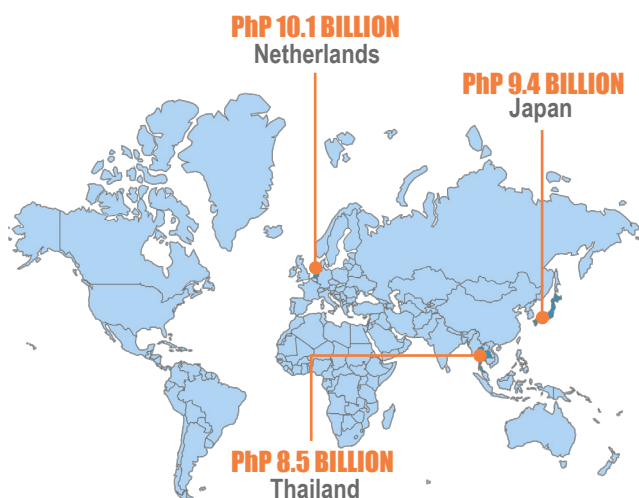 PhP 10.1 BILLION
Netherlands
PhP 9.4 BILLION
Japan
PhP 8.5 BILLION
Thailand